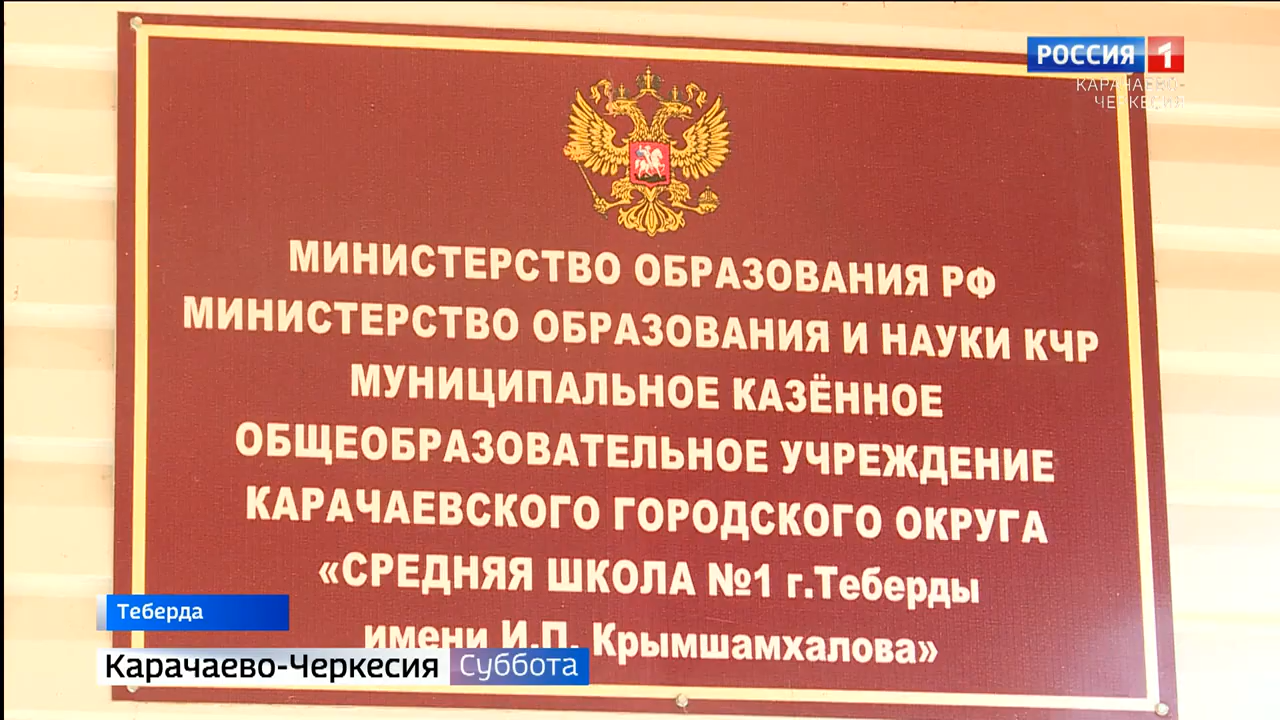 РОССИЯ 1
КАРАЧАЕВО-
ЧЕРКЕСИЯ
МИНИСТЕРСТВО ОБРАЗОВАНИЯ РФ
МИНИСТЕРСТВО ОБРАЗОВАНИЯ И НАУКИ КЧР
МУНИЦИПАЛЬНОЕ КАЗЁННОЕ
ОБЩЕОБРАЗОВАТЕЛЬНОЕ УЧРЕЖДЕНИЕ
КАРАЧАЕВСКОГО ГОРОДСКОГО ОКРУГА
«СРЕДНЯЯ ШКОЛА №1 г.Теберды
имени И.П. Крымшамхалова»
Теберда
Карачаево-Черкесия Суббота